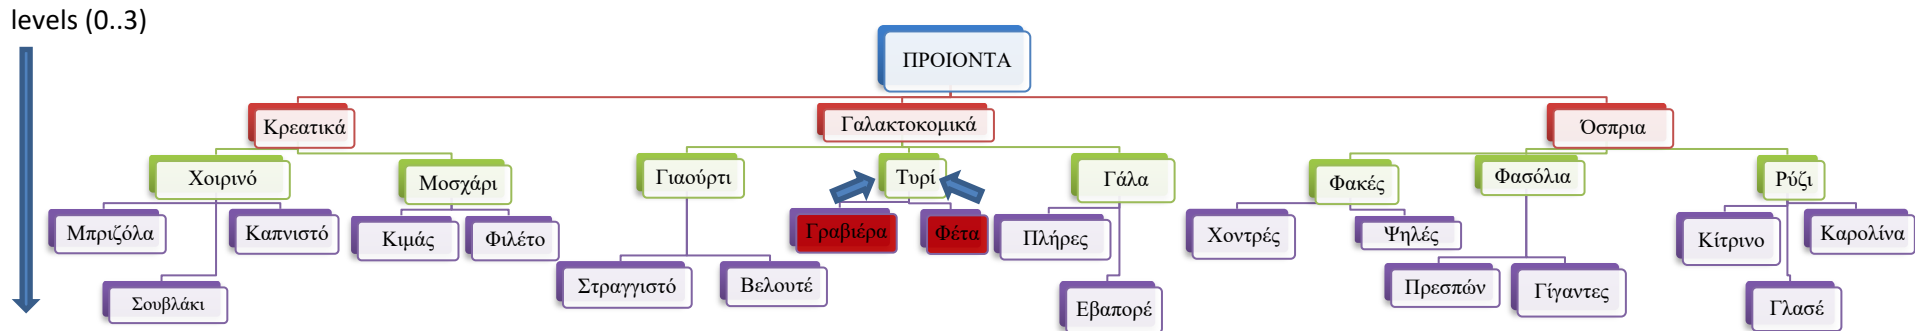 levels (0..3)
ΠΡΟΙΟΝΤΑ
Κρεατικά
Γαλακτοκομικά
Όσπρια
Χοιρινό
Μοσχάρι
Γιαούρτι
Τυρί
Γάλα
Φακές
Φασόλια
Ρύζι
Μπριζόλα
Καπνιστό
Κιμάς
Φιλέτο
Γραβιέρα
Φέτα
Πλήρες
Χοντρές
Ψηλές
Κίτρινο
Καρολίνα
Σουβλάκι
Στραγγιστό
Βελουτέ
Εβαπορέ
Πρεσπών
Γίγαντες
Γλασέ